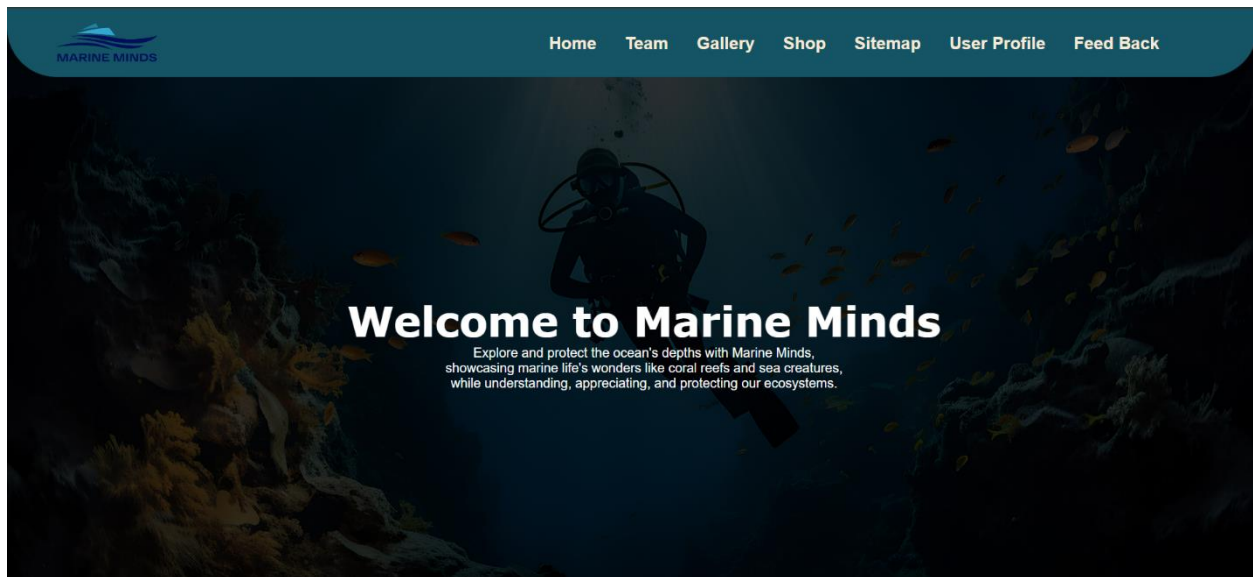 MARINE MINDS
Home Team Gallery Shop Sitemap User Profile Feed Back
Welcome to Marine Minds
Explore and protect the ocean's depths with Marine Minds,
showcasing marine life's wonders like coral reefs and sea creatures,
while understanding, appreciating, and protecting our ecosystems.